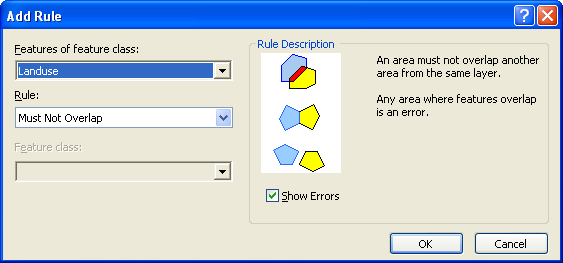 Add Rule
Features of feature class:
Landuse
Rule:
Must Not Overlap
Feature class:
Rule Description
An area must not overlap another
area from the same layer.
Any area where features overlap
is an error.
Show Errors
OK
Cancel